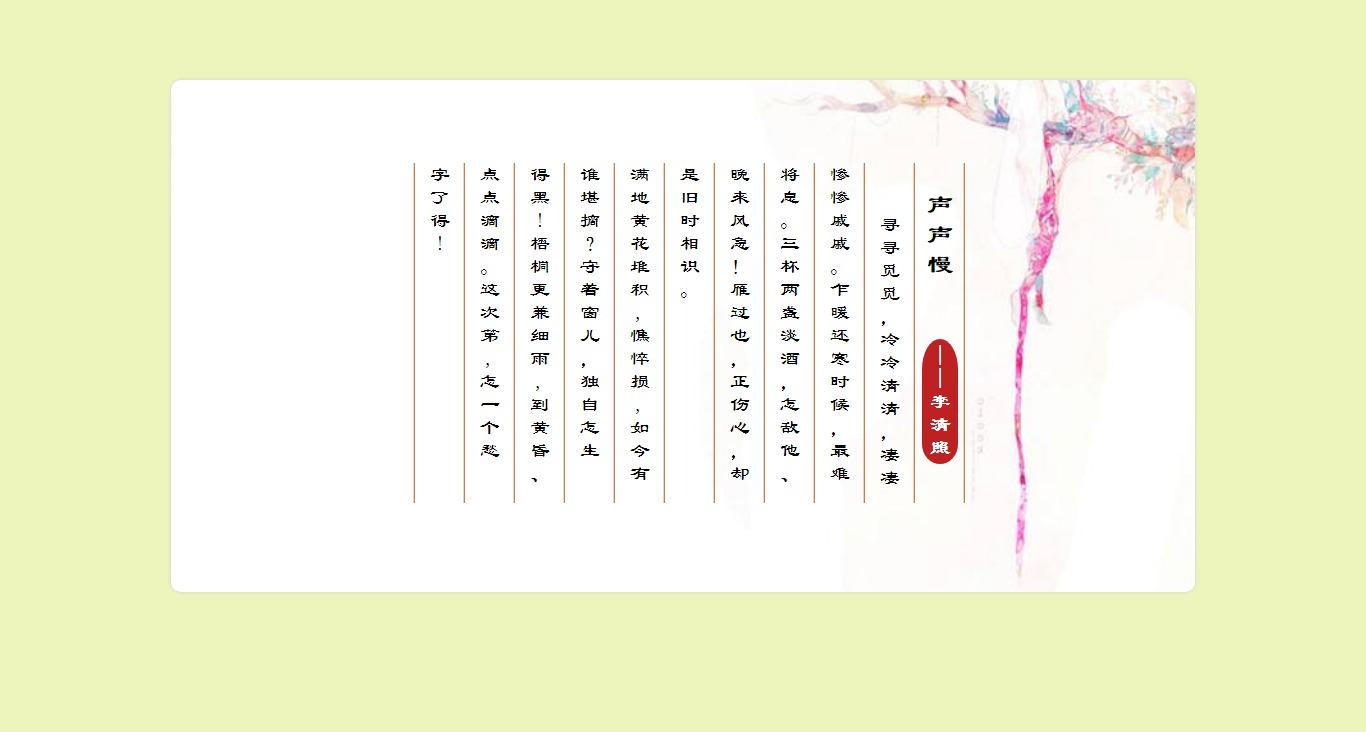 声声慢
——李清照
寻寻觅觅，冷冷清清，凄凄
惨惨戚戚。乍暖还寒时候，最难
将息。三杯两盏淡酒，怎敌他、
晚来风急！雁过也，正伤心，却
是旧时相识。
满地黄花堆积，憔悴损，如今有
谁堪摘？守着窗儿，独自怎生
得黑！梧桐更兼细雨，到黄昏、
点点滴滴。这次第，怎一个愁
字了得！